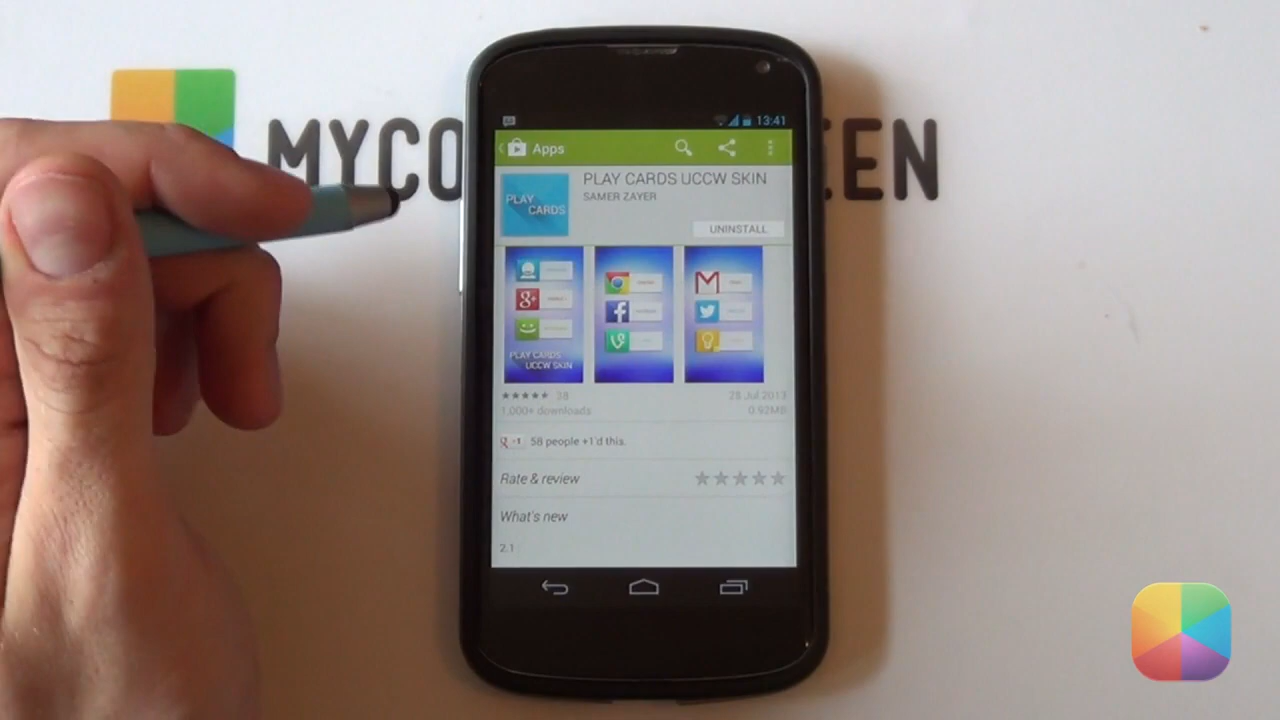 MYCO EEN
13:41
Apps
PLAY CARDS UCCW SKIN
SAMER ZAYER
PLAY
CARDS
UNINSTALL
PLAY CARDS
UCCW SKIN
38
28 Jul 2013
1,000+ downloads
0.92MB
+1 58 people +1'd this.
Rate & review
What's new
2.1